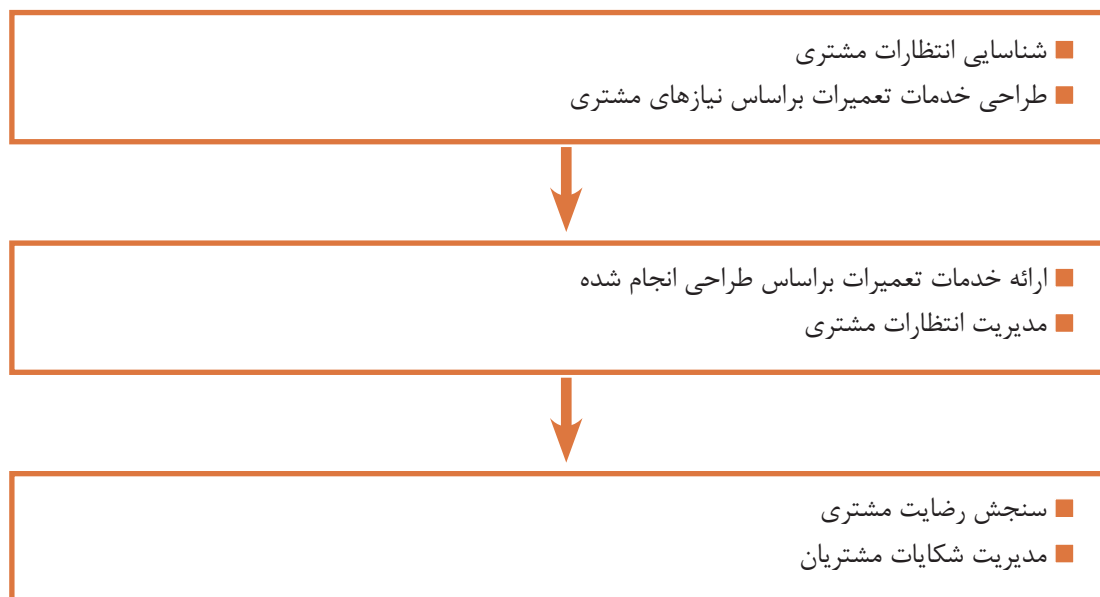 ■ شناسایی انتظارات مشتری
■ طراحی خدمات تعمیرات براساس نیازهای مشتری
■ ارائه خدمات تعمیرات براساس طراحی انجام شده
■ مدیریت انتظارات مشتری
■ سنجش رضایت مشتری
■ مدیریت شکایات مشتریان